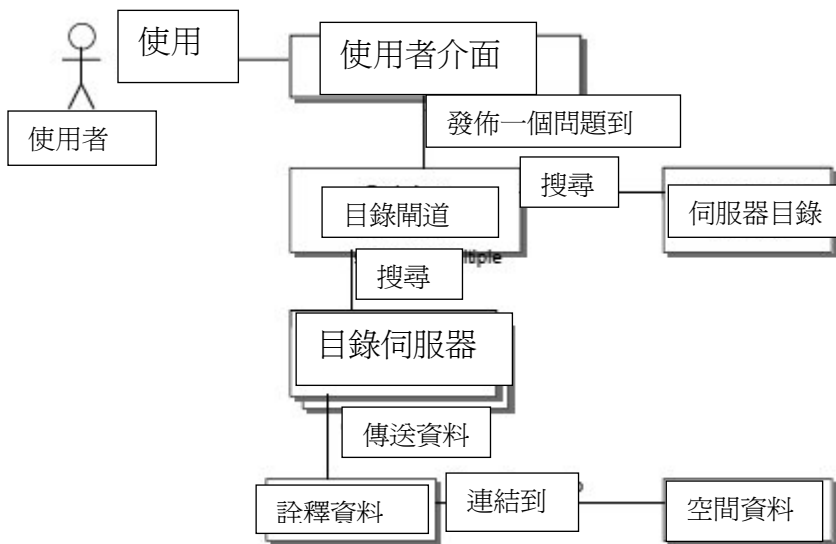 使用
使用者介面
使用者
發佈一個問題到
目錄閘道
搜尋
伺服器目錄
ltiple
搜尋
目錄伺服器
傳送資料
詮釋資料
連結到
空間資料